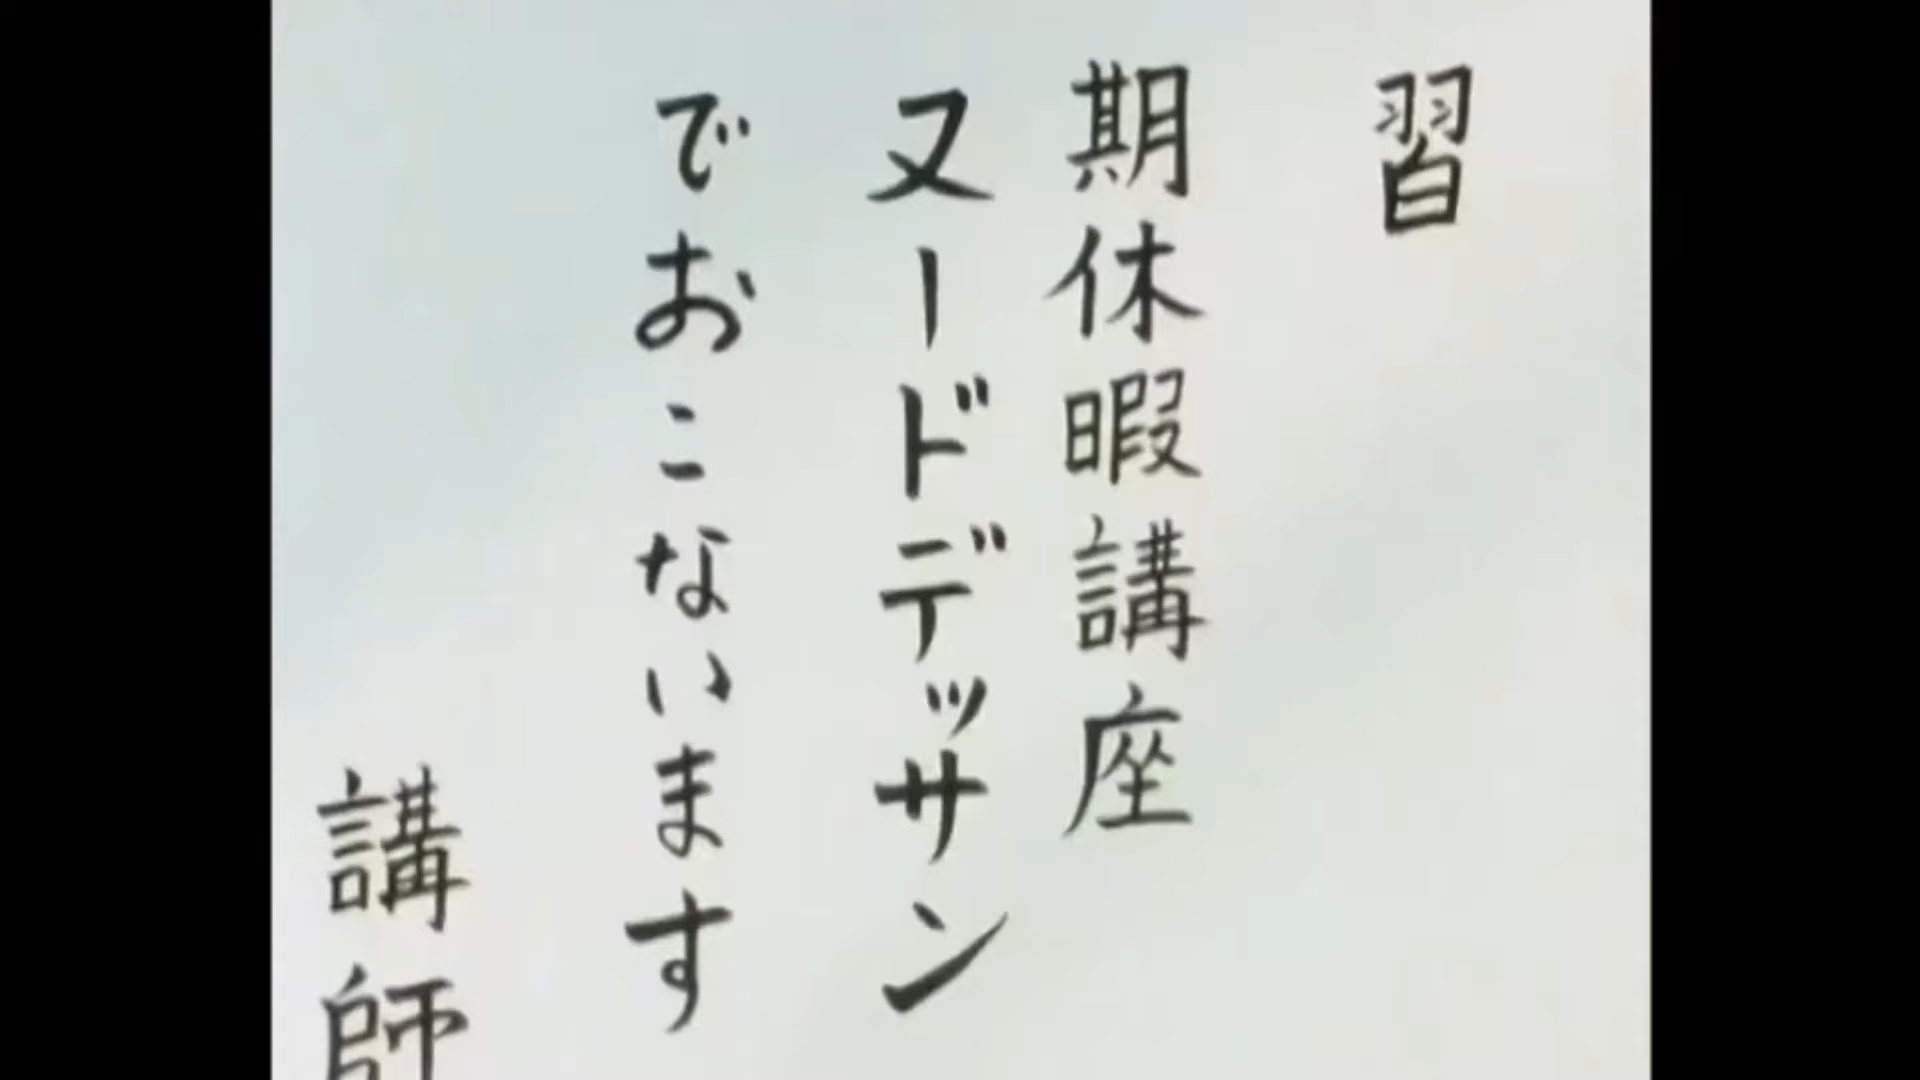 習
期休暇講座
ヌードデッサン
でおこないます
講師